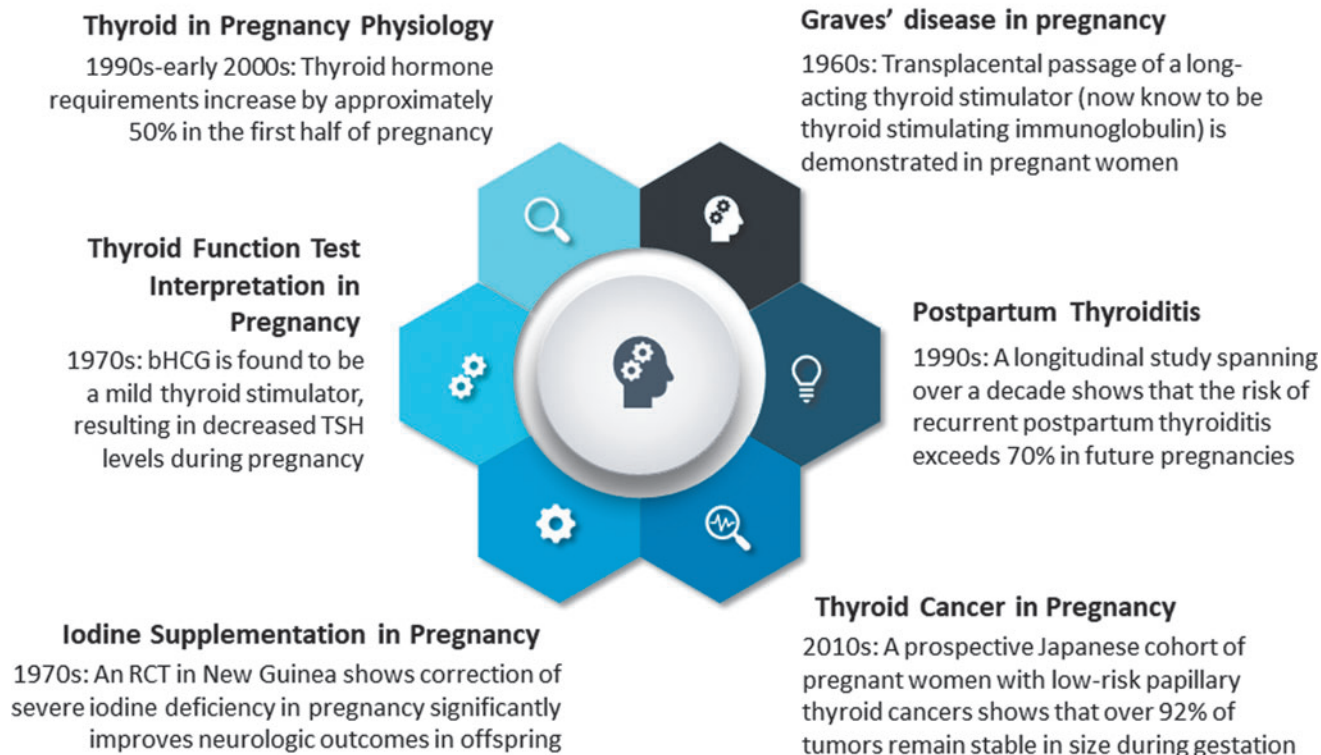 Thyroid in Pregnancy Physiology
1990s-early 2000s: Thyroid hormone
requirements increase by approximately
50% in the first half of pregnancy
Graves’ disease in pregnancy
1960s: Transplacental passage of a long-
acting thyroid stimulator (now know to be
thyroid stimulating immunoglobulin) is
demonstrated in pregnant women
Thyroid Function Test
Interpretation in
Pregnancy
1970s: bHCG is found to be
a mild thyroid stimulator,
resulting in decreased TSH
levels during pregnancy
Postpartum Thyroiditis
1990s: A longitudinal study spanning
over a decade shows that the risk of
recurrent postpartum thyroiditis
exceeds 70% in future pregnancies
Iodine Supplementation in Pregnancy
1970s: An RCT in New Guinea shows correction of
severe iodine deficiency in pregnancy significantly
improves neurologic outcomes in offspring
Thyroid Cancer in Pregnancy
2010s: A prospective Japanese cohort of
pregnant women with low-risk papillary
thyroid cancers shows that over 92% of
tumors remain stable in size during gestation